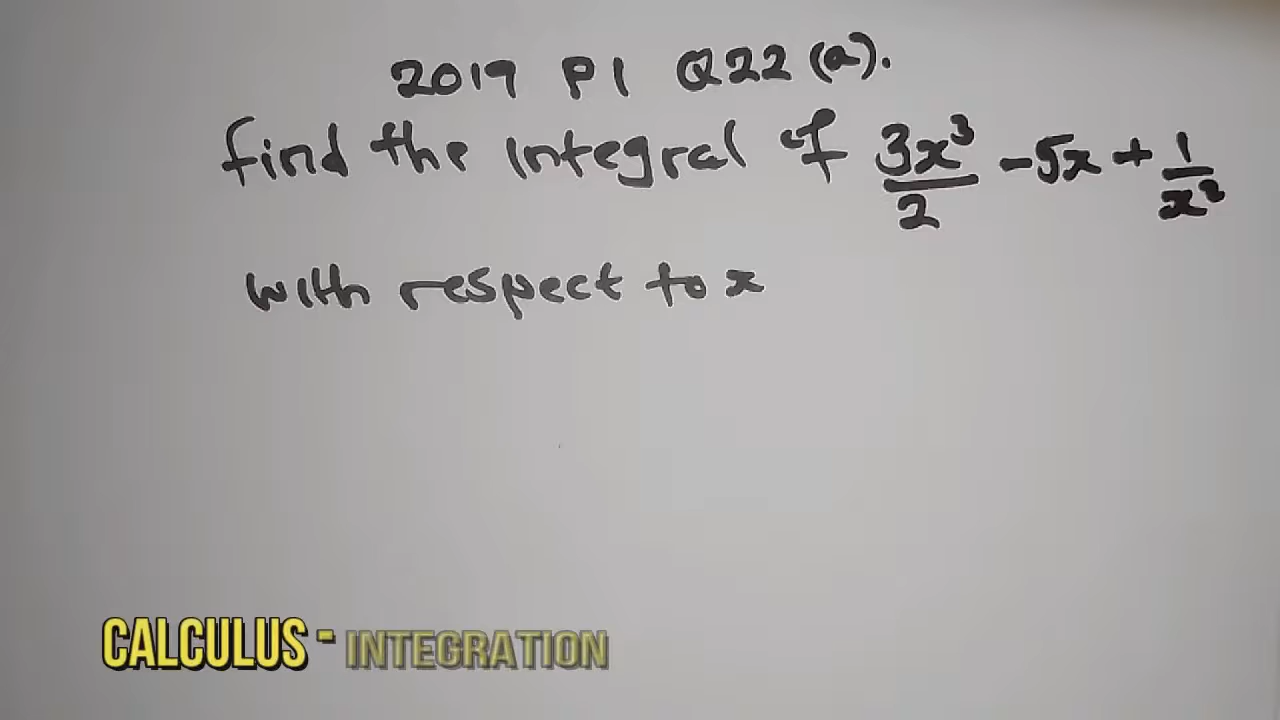 2019 P1 Q22 (a).
find the integral of 3x³/2 - 5x + 1/x²
with respect to x
CALCULUS - INTEGRATION